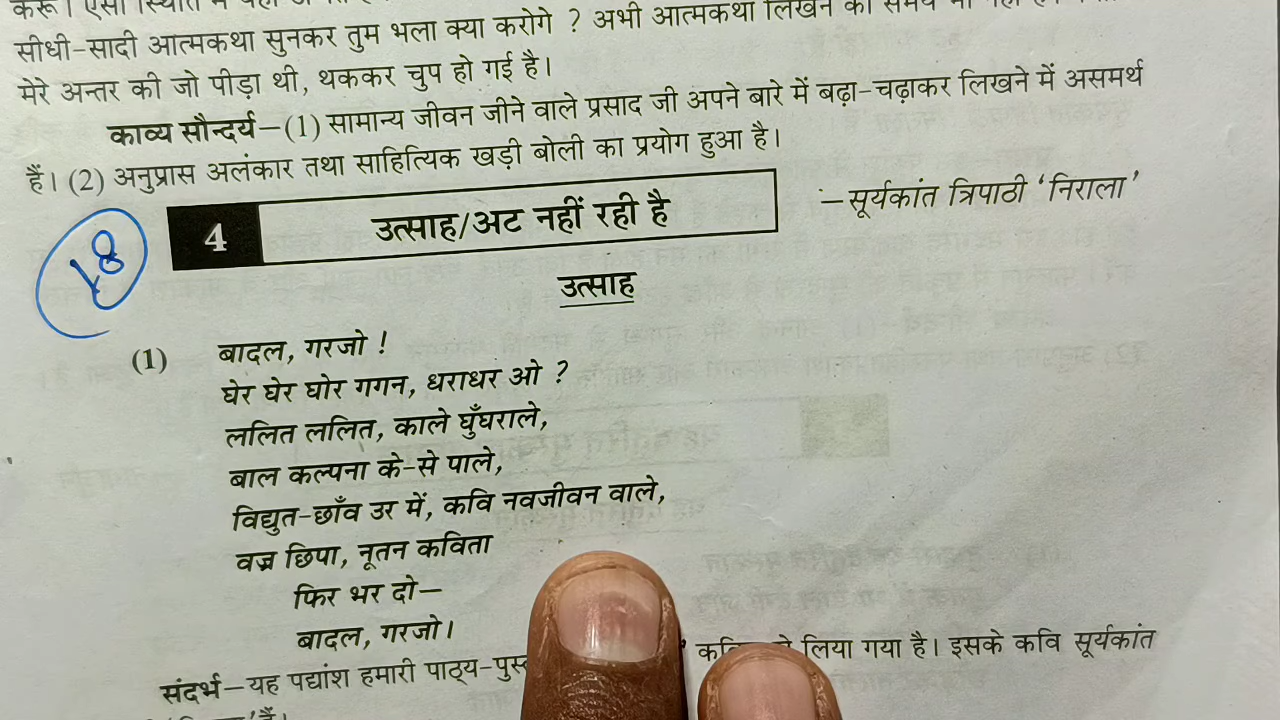 करूँ। ऐसी स्थिति में यही
सीधी-सादी आत्मकथा सुनकर तुम भला क्या करोगे ? अभी आत्मकथा लिखने का समय भी नहीं
मेरे अन्तर की जो पीड़ा थी, थककर चुप हो गई है।
काव्य सौन्दर्य–(1) सामान्य जीवन जीने वाले प्रसाद जी अपने बारे में बढ़ा-चढ़ाकर लिखने में असमर्थ
हैं। (2) अनुप्रास अलंकार तथा साहित्यिक खड़ी बोली का प्रयोग हुआ है।
4 उत्साह/अट नहीं रही है –सूर्यकांत त्रिपाठी 'निराला'
18
उत्साह
(1) बादल, गरजो !
घेर घेर घोर गगन, धराधर ओ ?
ललित ललित, काले घुँघराले,
बाल कल्पना के-से पाले,
विद्युत-छाँव उर में, कवि नवजीवन वाले,
वज्र छिपा, नूतन कविता
फिर भर दो–
बादल, गरजो।
संदर्भ–यह पद्यांश हमारी पाठ्य-पुस्त लिया गया है। इसके कवि सूर्यकांत